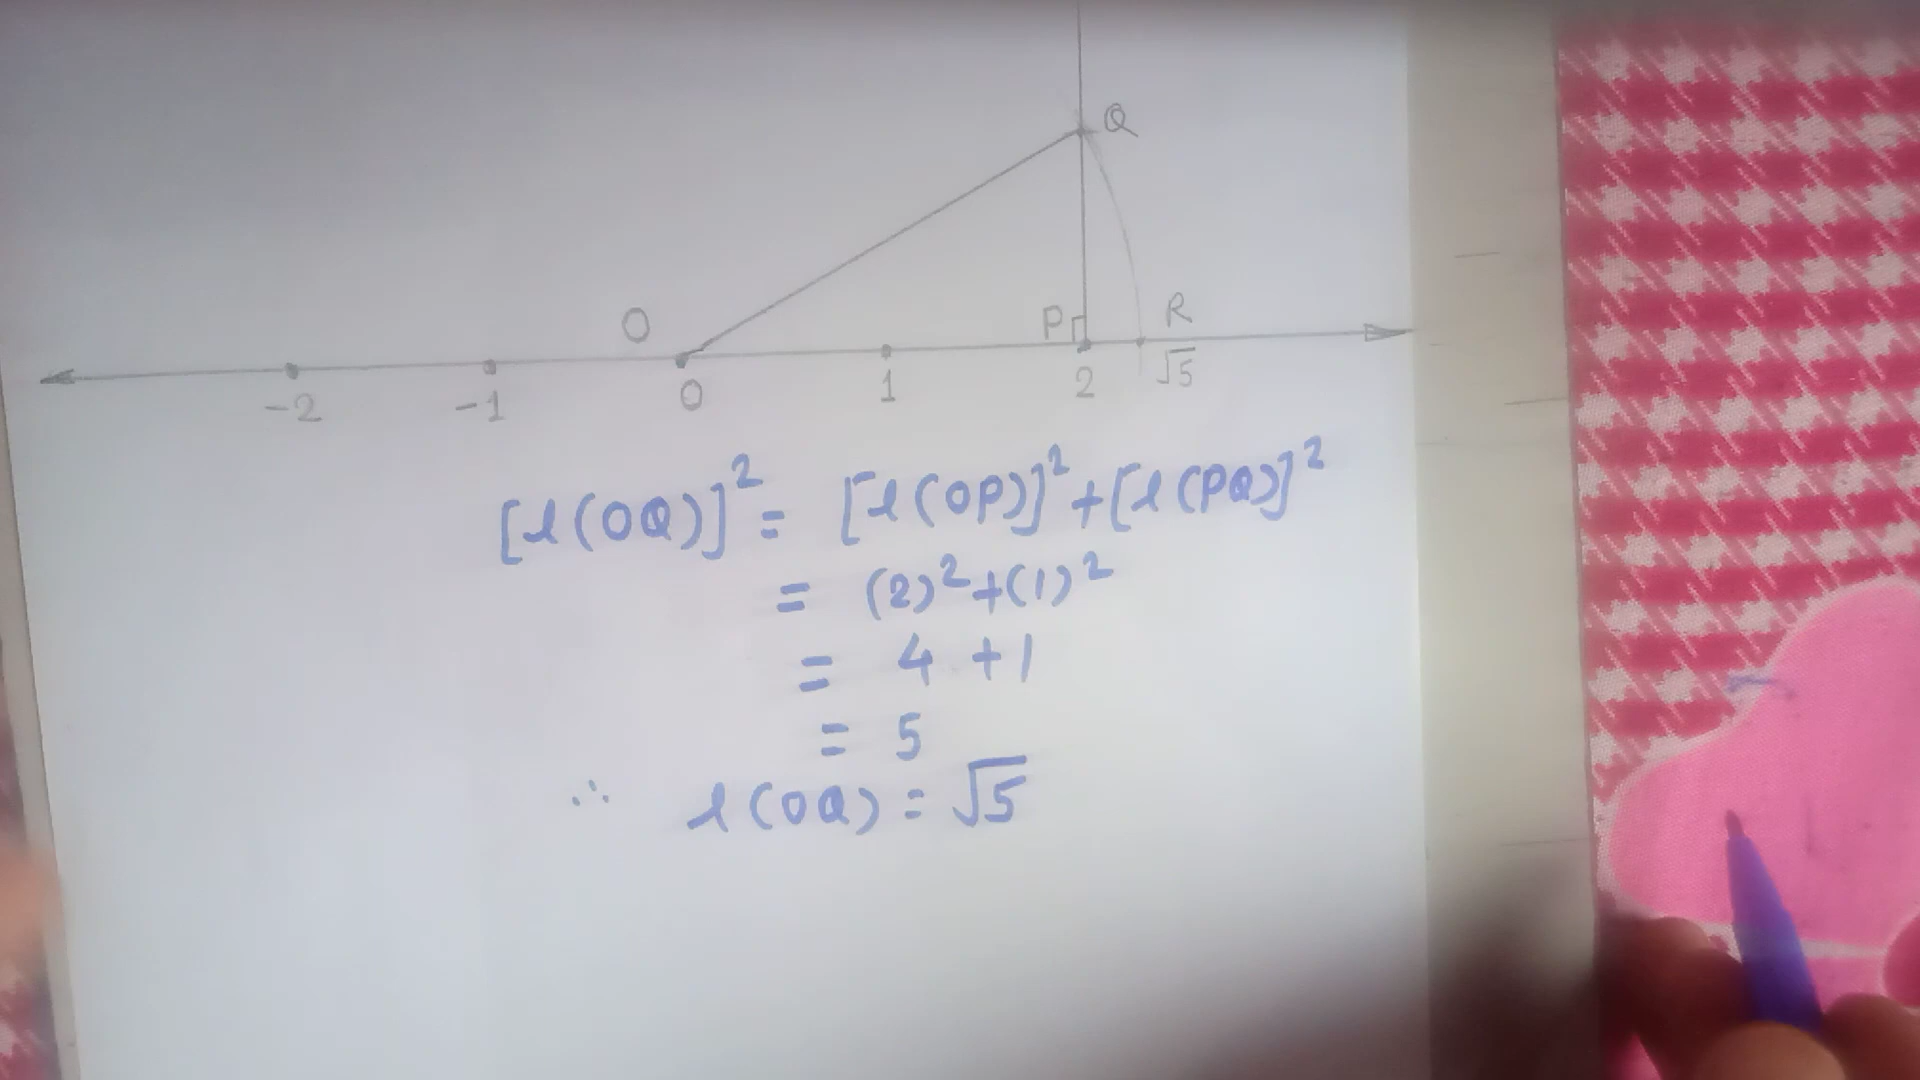 Q
O P R
-2 -1 0 1 2 √5
[l(OQ)]² = [l(OP)]² + [l(PQ)]²
= (2)² + (1)²
= 4 + 1
= 5
∴ l(OQ) = √5